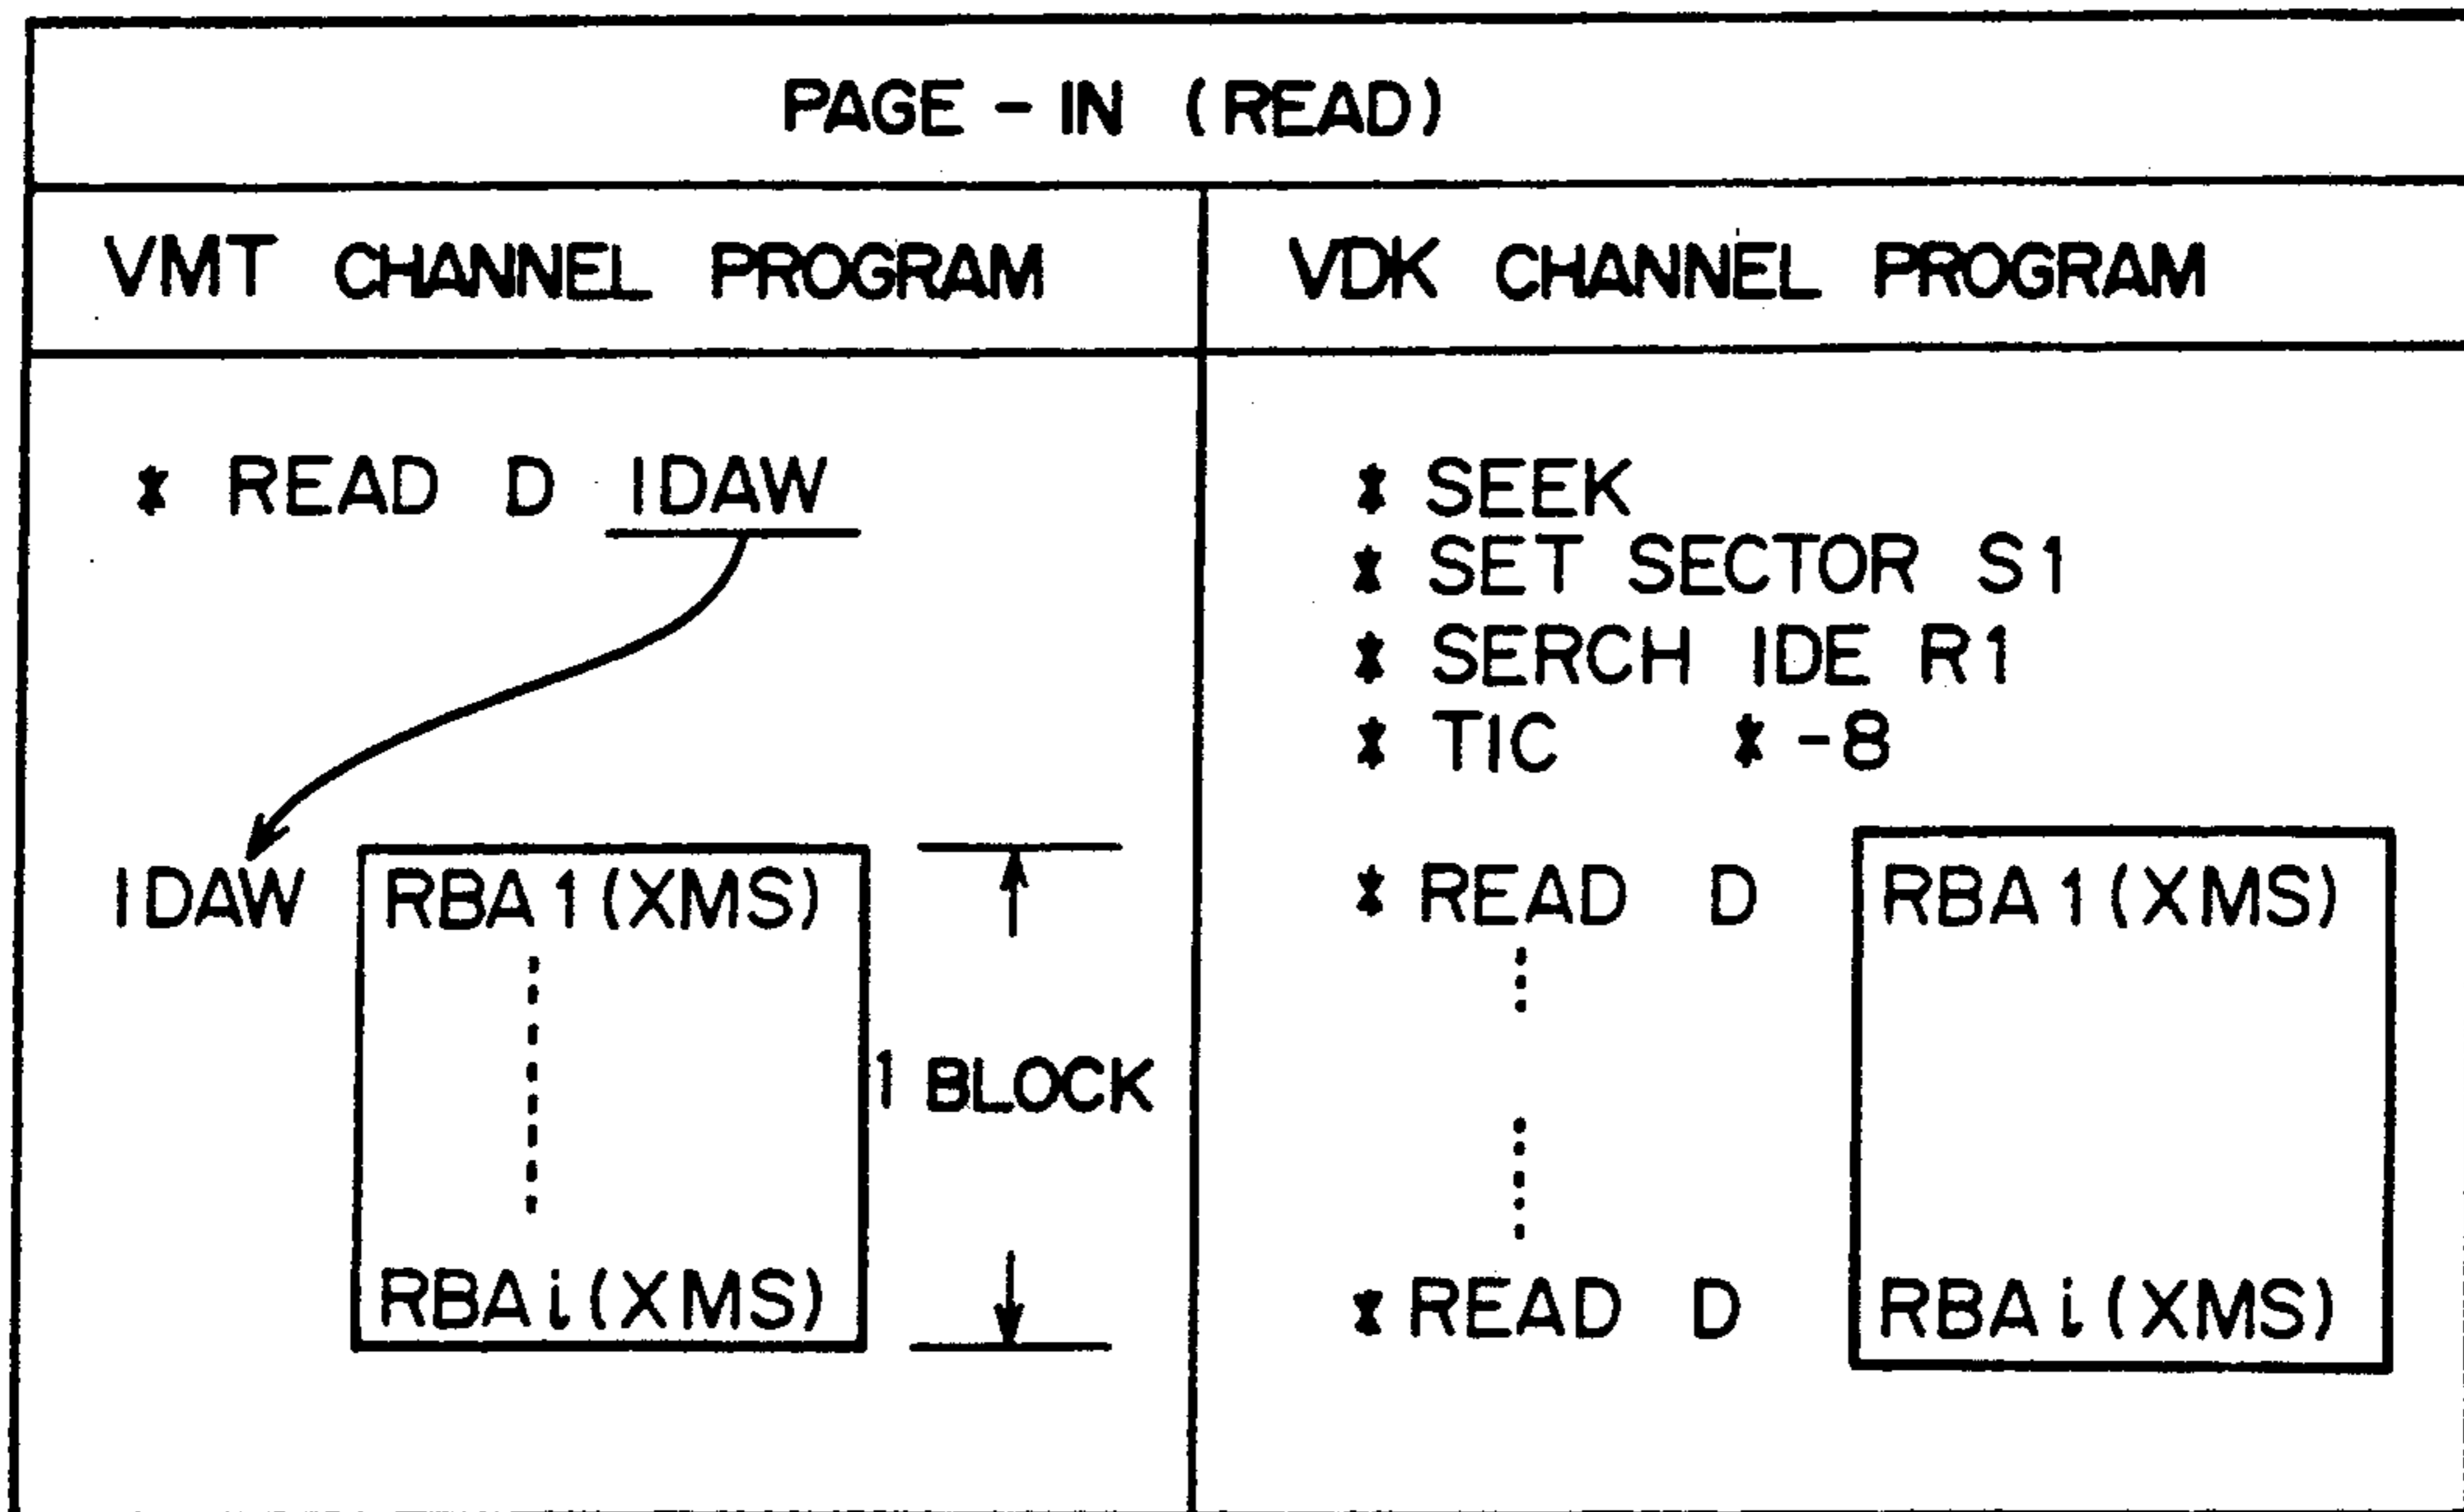 PAGE - IN (READ)
VMT CHANNEL PROGRAM
VDK CHANNEL PROGRAM
* READ D IDAW
IDAW
RBA1(XMS)
1 BLOCK
RBAi(XMS)
* SEEK
* SET SECTOR S1
* SERCH IDE R1
* TIC * -8
* READ D RBA1(XMS)
* READ D RBAi(XMS)